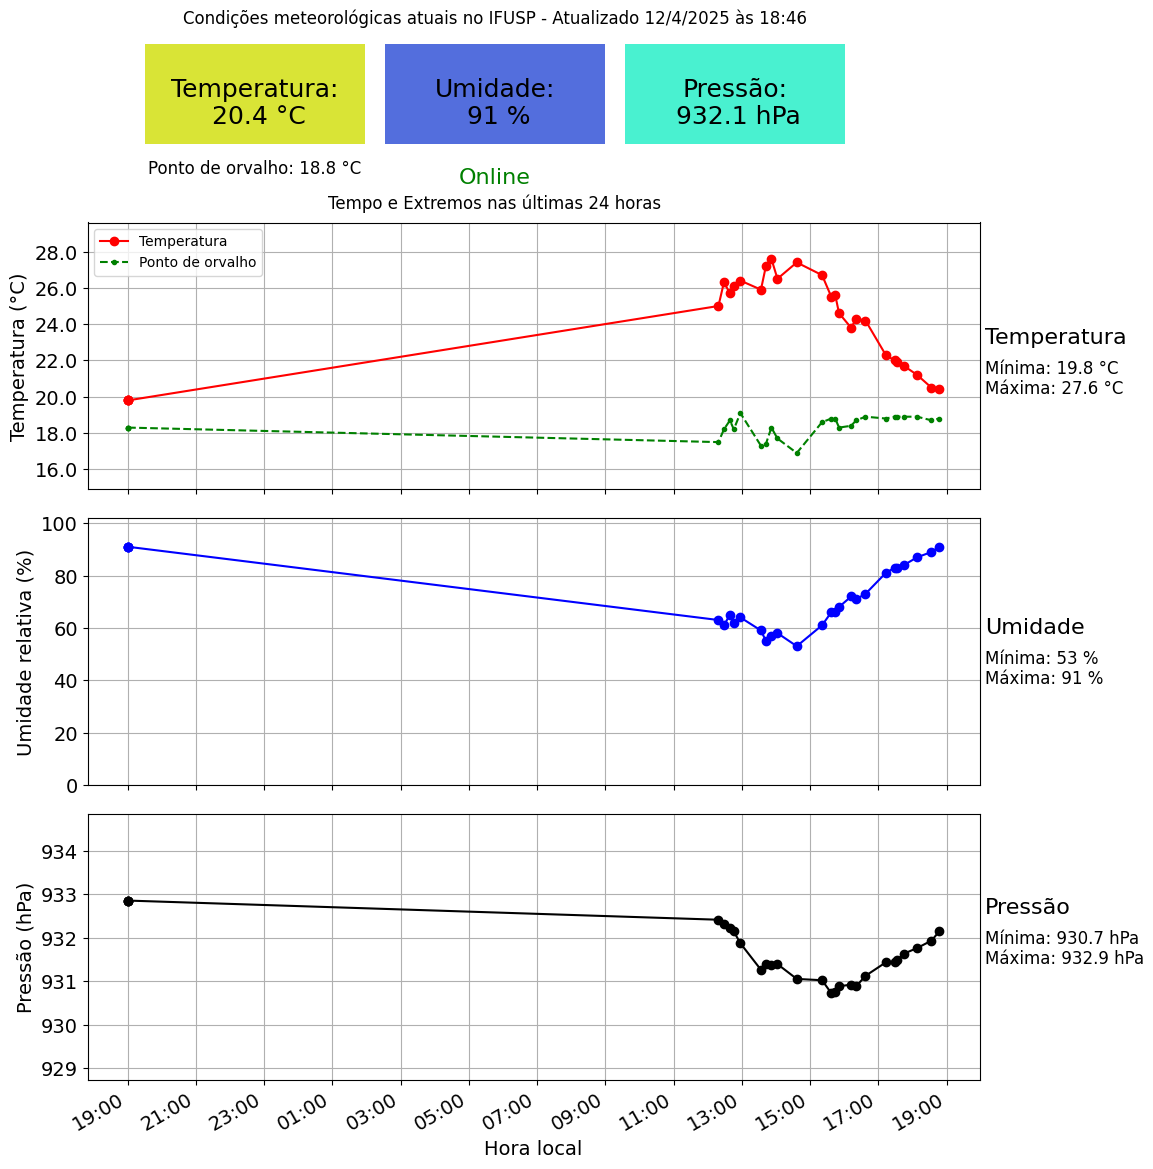 Condições meteorológicas atuais no IFUSP - Atualizado 12/4/2025 às 18:46
Temperatura:
20.4 °C
Umidade:
91 %
Pressão:
932.1 hPa
Ponto de orvalho: 18.8 °C
Online
Tempo e Extremos nas últimas 24 horas
Temperatura (°C)
28.0
26.0
24.0
22.0
20.0
18.0
16.0
Temperatura
Ponto de orvalho
Temperatura
Mínima: 19.8 °C
Máxima: 27.6 °C
Umidade relativa (%)
100
80
60
40
20
0
Umidade
Mínima: 53 %
Máxima: 91 %
Pressão (hPa)
934
933
932
931
930
929
Pressão
Mínima: 930.7 hPa
Máxima: 932.9 hPa
19:00 21:00 23:00 01:00 03:00 05:00 07:00 09:00 11:00 13:00 15:00 17:00 19:00
Hora local